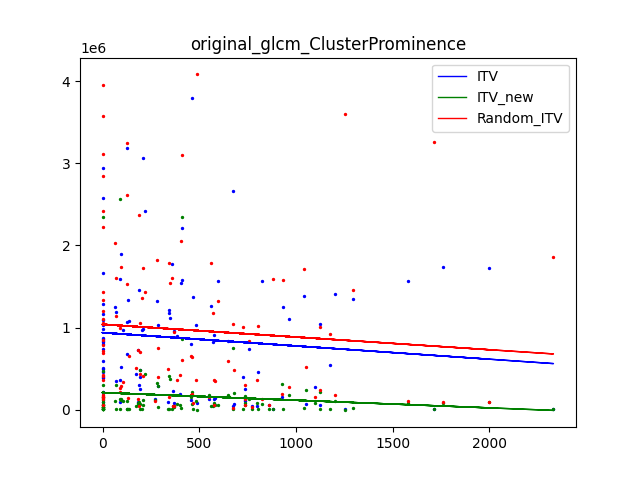 original_glcm_ClusterProminence
1e6
ITV
ITV_new
Random_ITV
4
3
2
1
0
0 500 1000 1500 2000